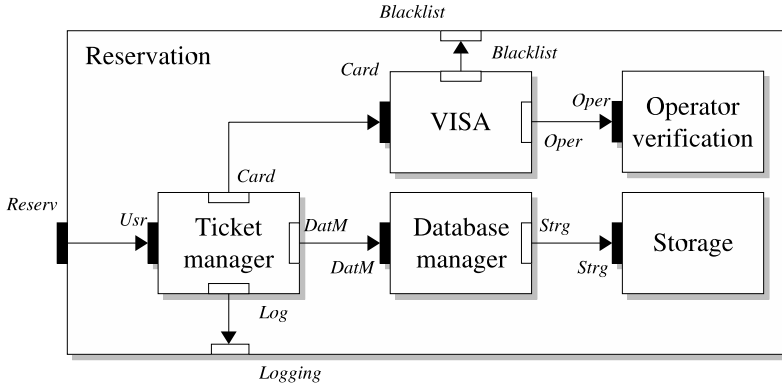 Blacklist
Reservation
Blacklist
Card
VISA
Oper
Operator
verification
Oper
Card
Reserv
Usr
Ticket
manager
DatM
DatM
Database
manager
Strg
Strg
Storage
Log
Logging